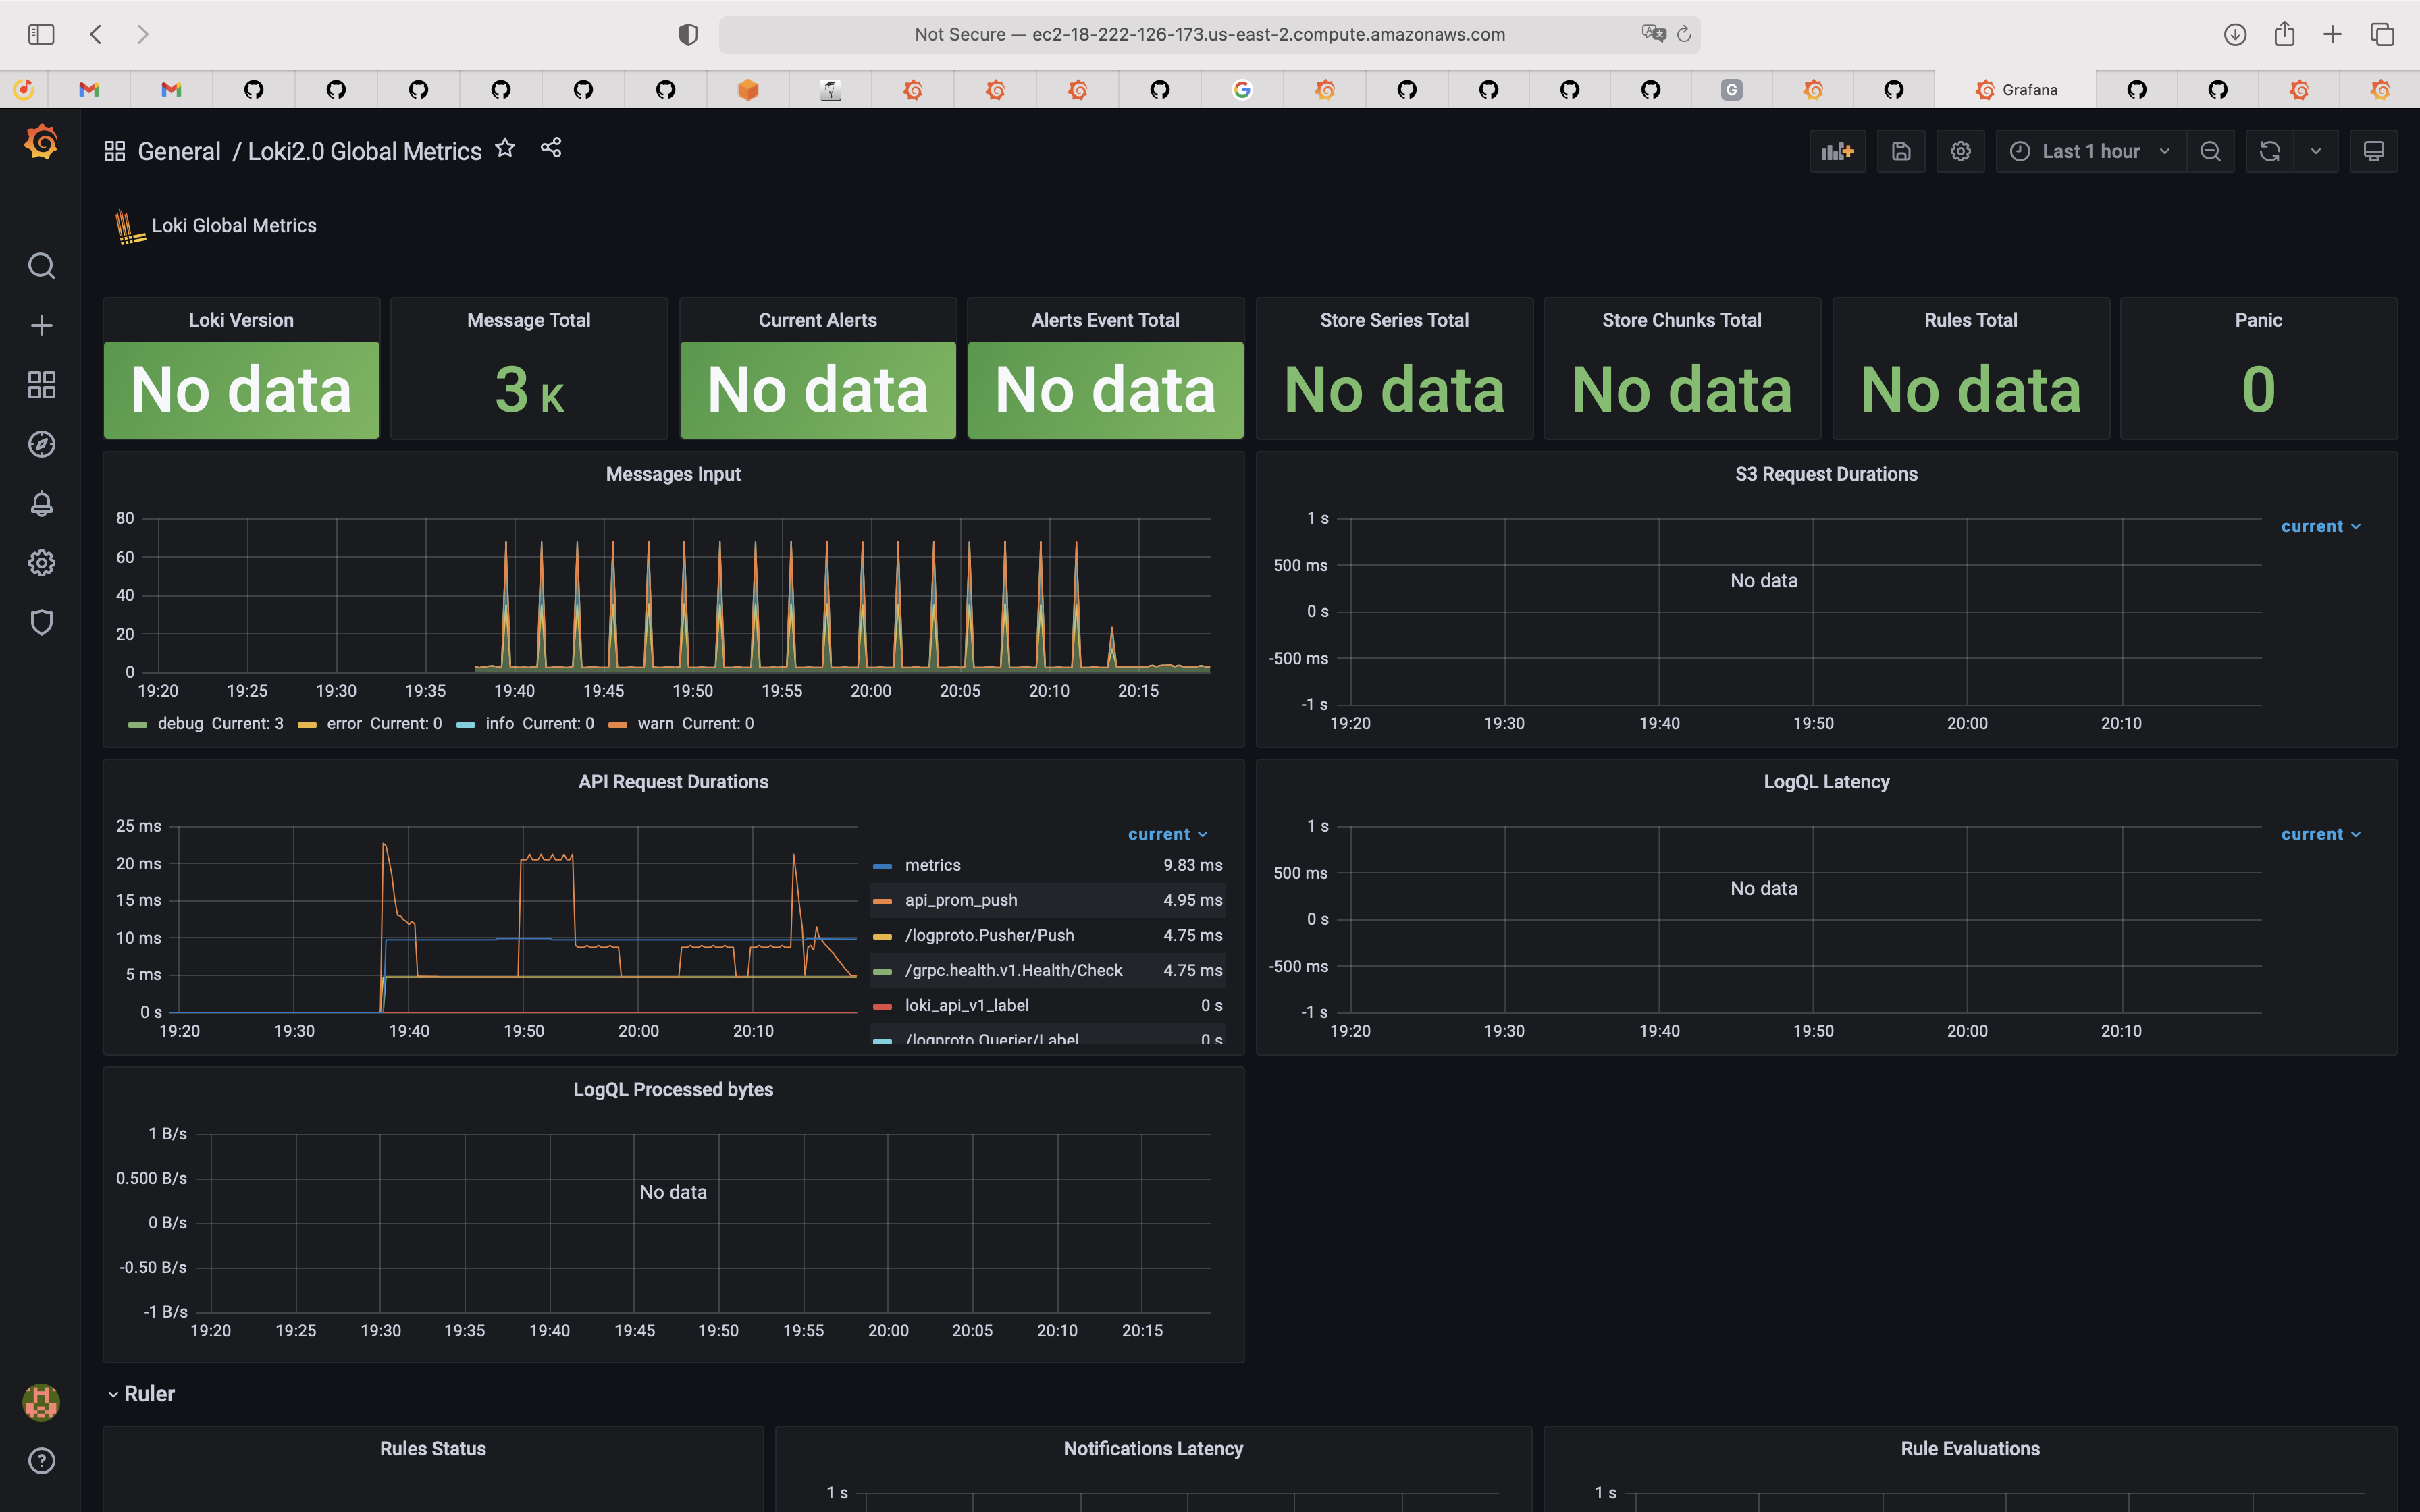 Not Secure — ec2-18-222-126-173.us-east-2.compute.amazonaws.com
G
G
Grafana
General / Loki2.0 Global Metrics
Last 1 hour
Loki Global Metrics
Loki Version
No data
Message Total
3 K
Current Alerts
No data
Alerts Event Total
No data
Store Series Total
No data
Store Chunks Total
No data
Rules Total
No data
Panic
0
Messages Input
80
60
40
20
0
19:20 19:25 19:30 19:35 19:40 19:45 19:50 19:55 20:00 20:05 20:10 20:15
debug Current: 3 error Current: 0 info Current: 0 warn Current: 0
S3 Request Durations
current
1 s
500 ms
0 s
-500 ms
-1 s
No data
19:20 19:30 19:40 19:50 20:00 20:10
API Request Durations
25 ms
20 ms
15 ms
10 ms
5 ms
0 s
19:20 19:30 19:40 19:50 20:00 20:10
current
metrics 9.83 ms
api_prom_push 4.95 ms
/logproto.Pusher/Push 4.75 ms
/grpc.health.v1.Health/Check 4.75 ms
loki_api_v1_label 0 s
/logproto.Querier/Label 0 s
LogQL Latency
current
1 s
500 ms
0 s
-500 ms
-1 s
No data
19:20 19:30 19:40 19:50 20:00 20:10
LogQL Processed bytes
1 B/s
0.500 B/s
0 B/s
-0.50 B/s
-1 B/s
No data
19:20 19:25 19:30 19:35 19:40 19:45 19:50 19:55 20:00 20:05 20:10 20:15
Ruler
Rules Status
Notifications Latency
1 s
Rule Evaluations
1 s